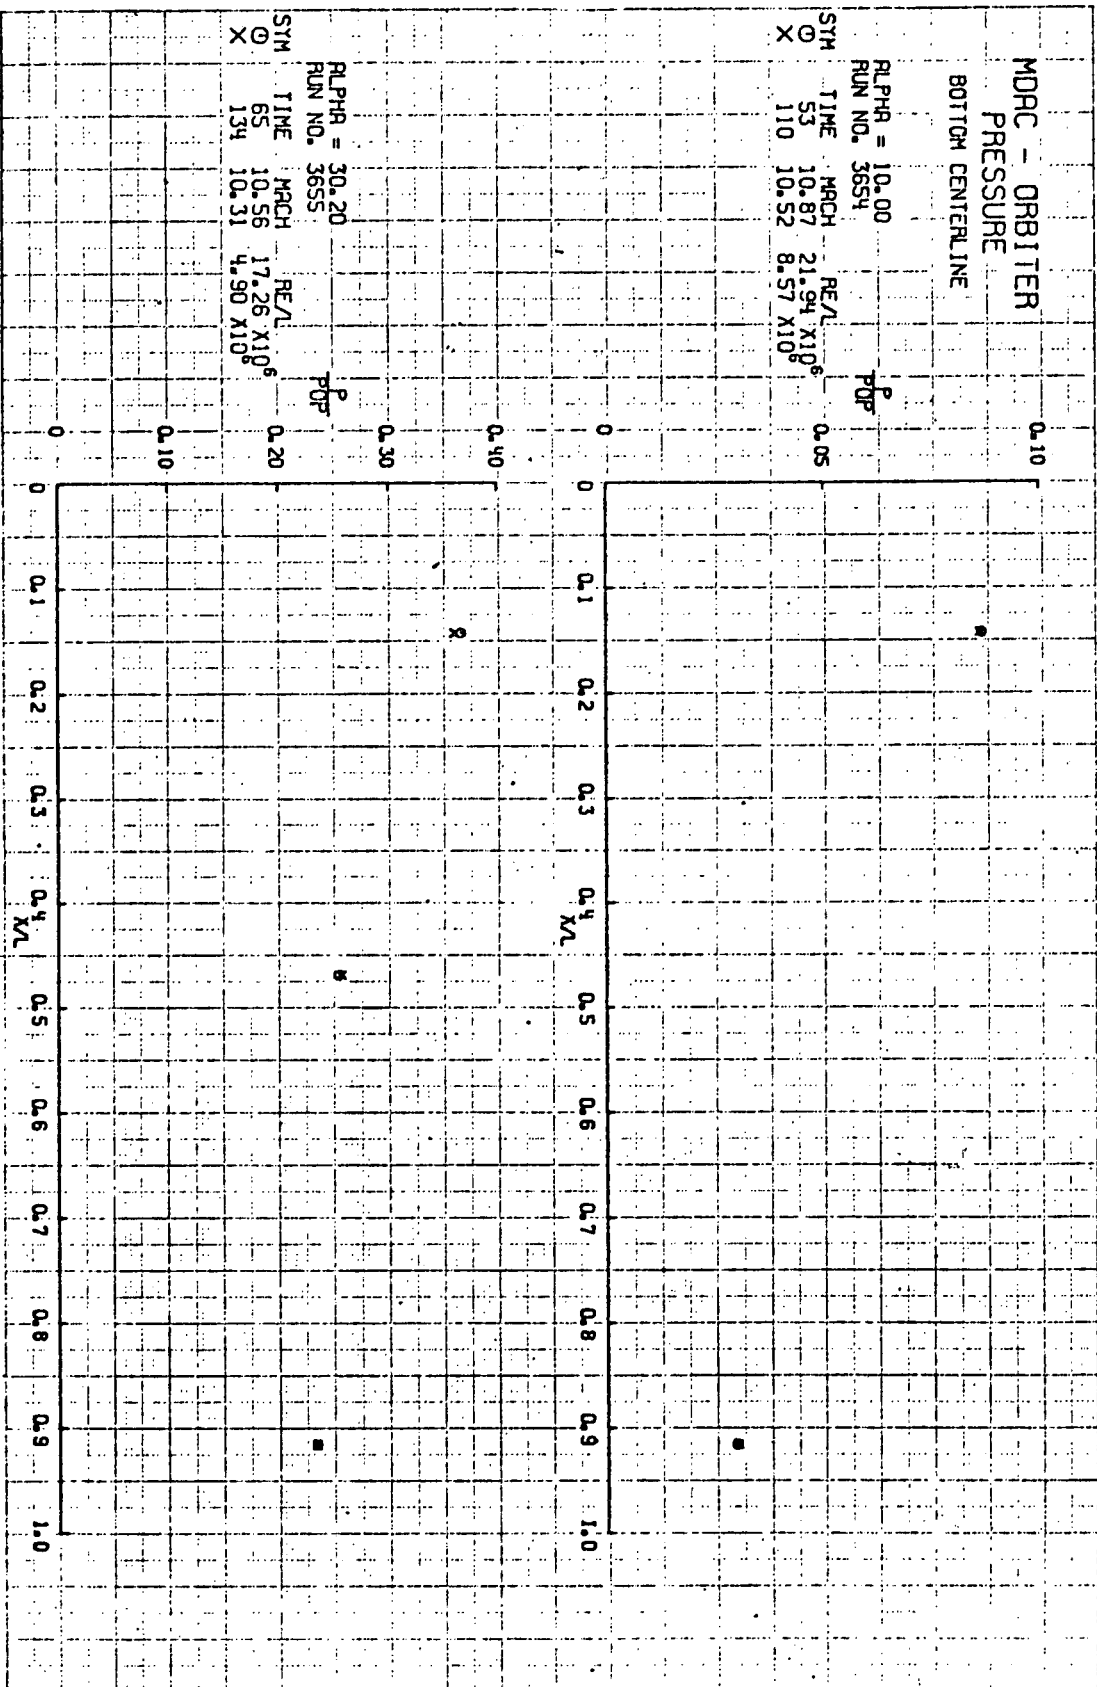 MDAC - ORBITER
PRESSURE
BOTTOM CENTERLINE
ALPHA = 10.00
RUN NO. 3654
SYM TIME MACH RE/L
⊙ 53 10.87 21.94 X10⁶
X 110 10.52 8.57 X10⁶
P
POP
0.10
0.05
0
0 0.1 0.2 0.3 0.4 0.5 0.6 0.7 0.8 0.9 1.0
X/L
ALPHA = 30.20
RUN NO. 3655
SYM TIME MACH RE/L
⊙ 65 10.56 17.26 X10⁶
X 134 10.31 4.90 X10⁶
P
POP
0.40
0.30
0.20
0.10
0
0 0.1 0.2 0.3 0.4 0.5 0.6 0.7 0.8 0.9 1.0
X/L